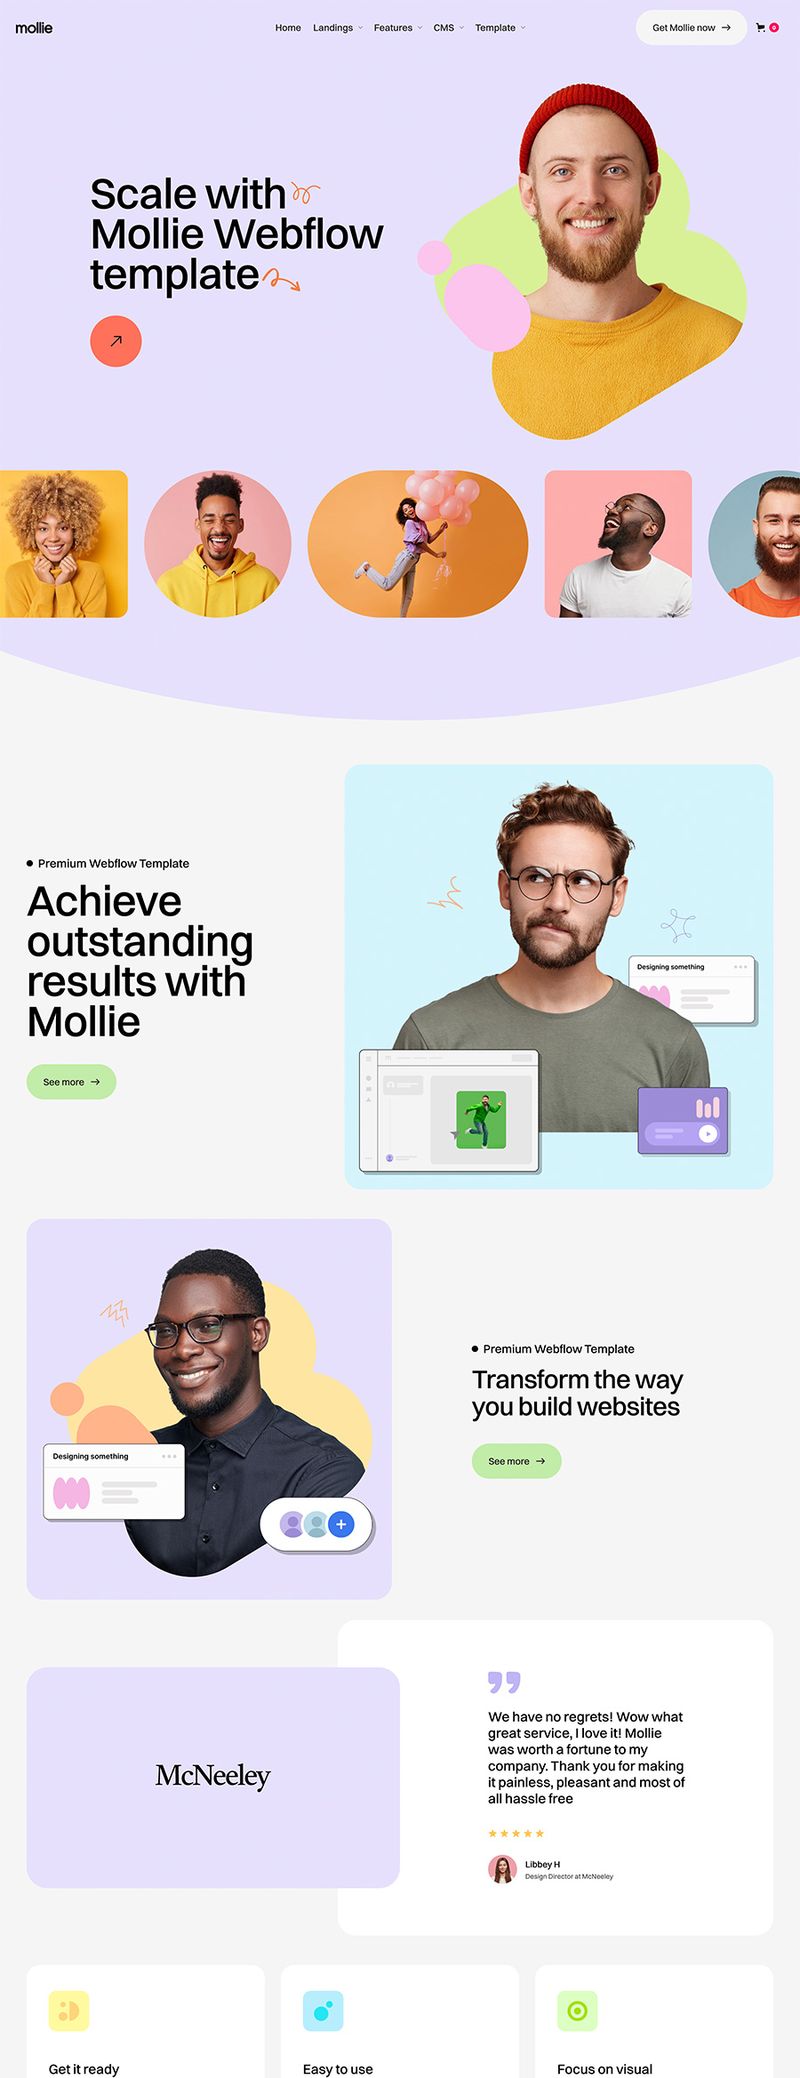 mollie
Home Landings Features CMS Template
Get Mollie now
0
Scale with
Mollie Webflow
template
Premium Webflow Template
Achieve
outstanding
results with
Mollie
See more
Designing something
Premium Webflow Template
Transform the way
you build websites
See more
Designing something
McNeeley
We have no regrets! Wow what
great service, I love it! Mollie
was worth a fortune to my
company. Thank you for making
it painless, pleasant and most of
all hassle free
Libbey H
Design Director at McNeeley
Get it ready
Easy to use
Focus on visual